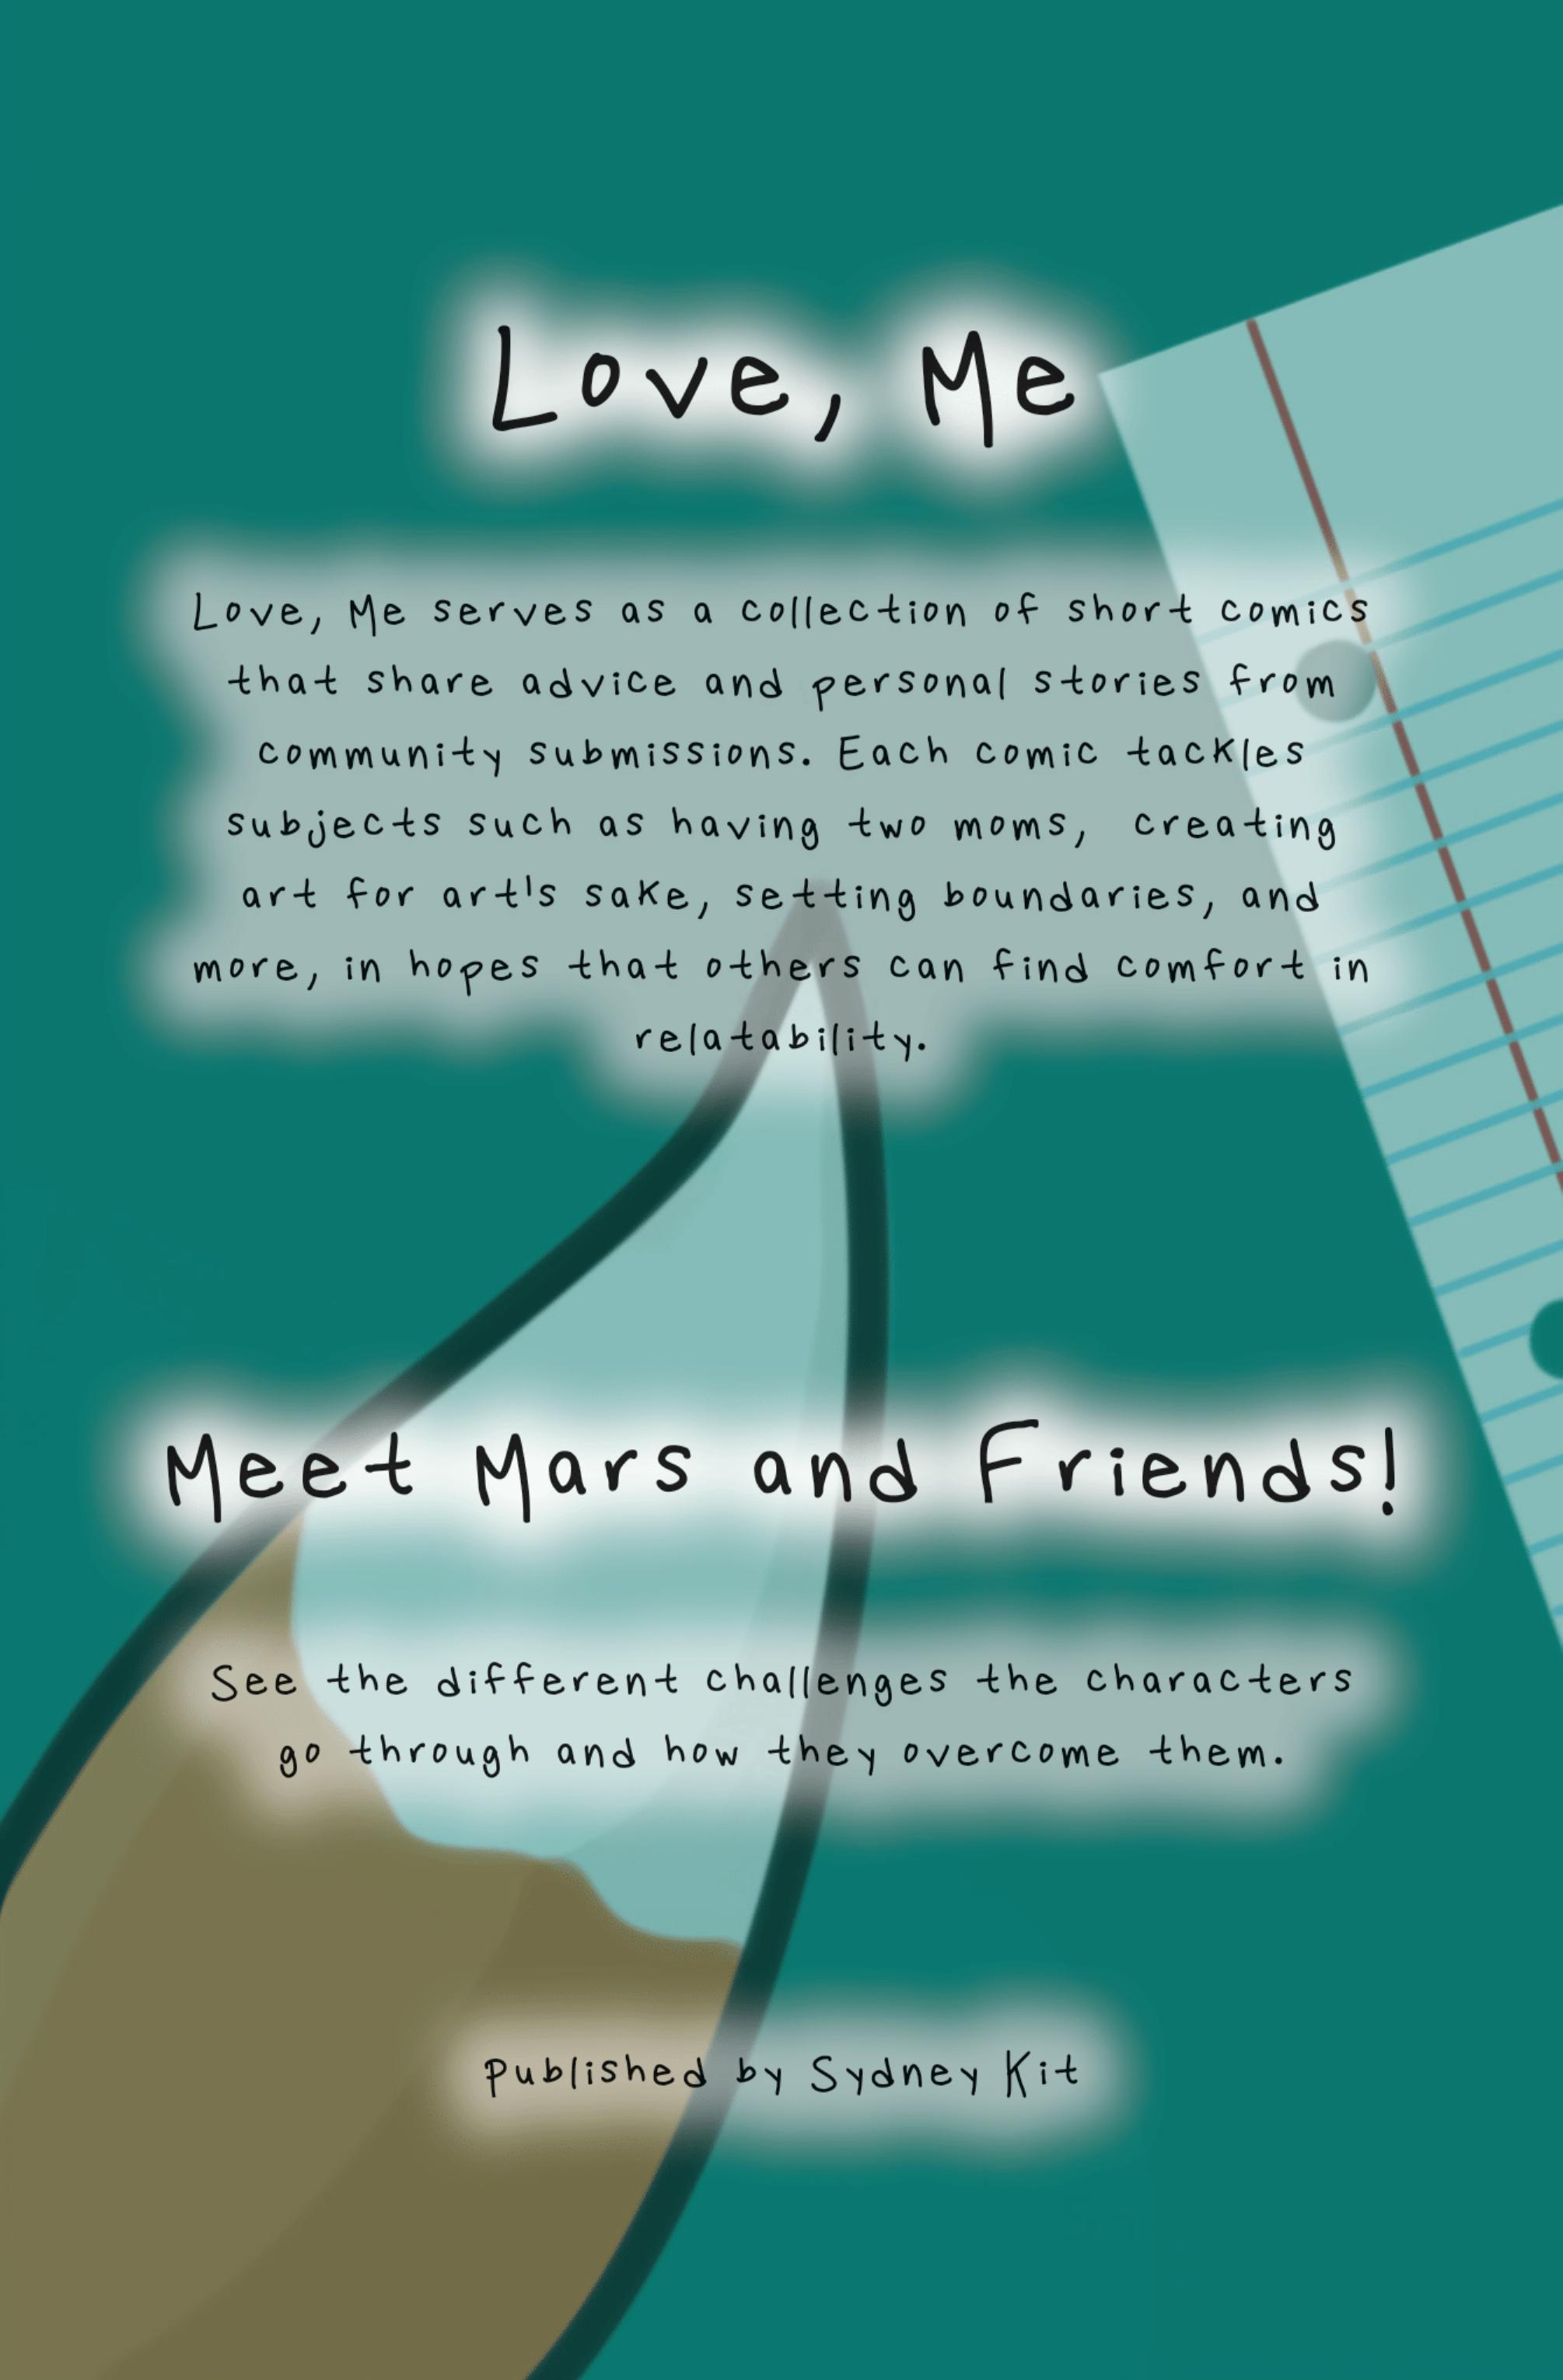 Love, Me
Love, Me serves as a collection of short comics
that share advice and personal stories from
community submissions. Each comic tackles
subjects such as having two moms, creating
art for art's sake, setting boundaries, and
more, in hopes that others can find comfort in
relatability.
Meet Mars and Friends!
See the different challenges the characters
go through and how they overcome them.
Published by Sydney Kit